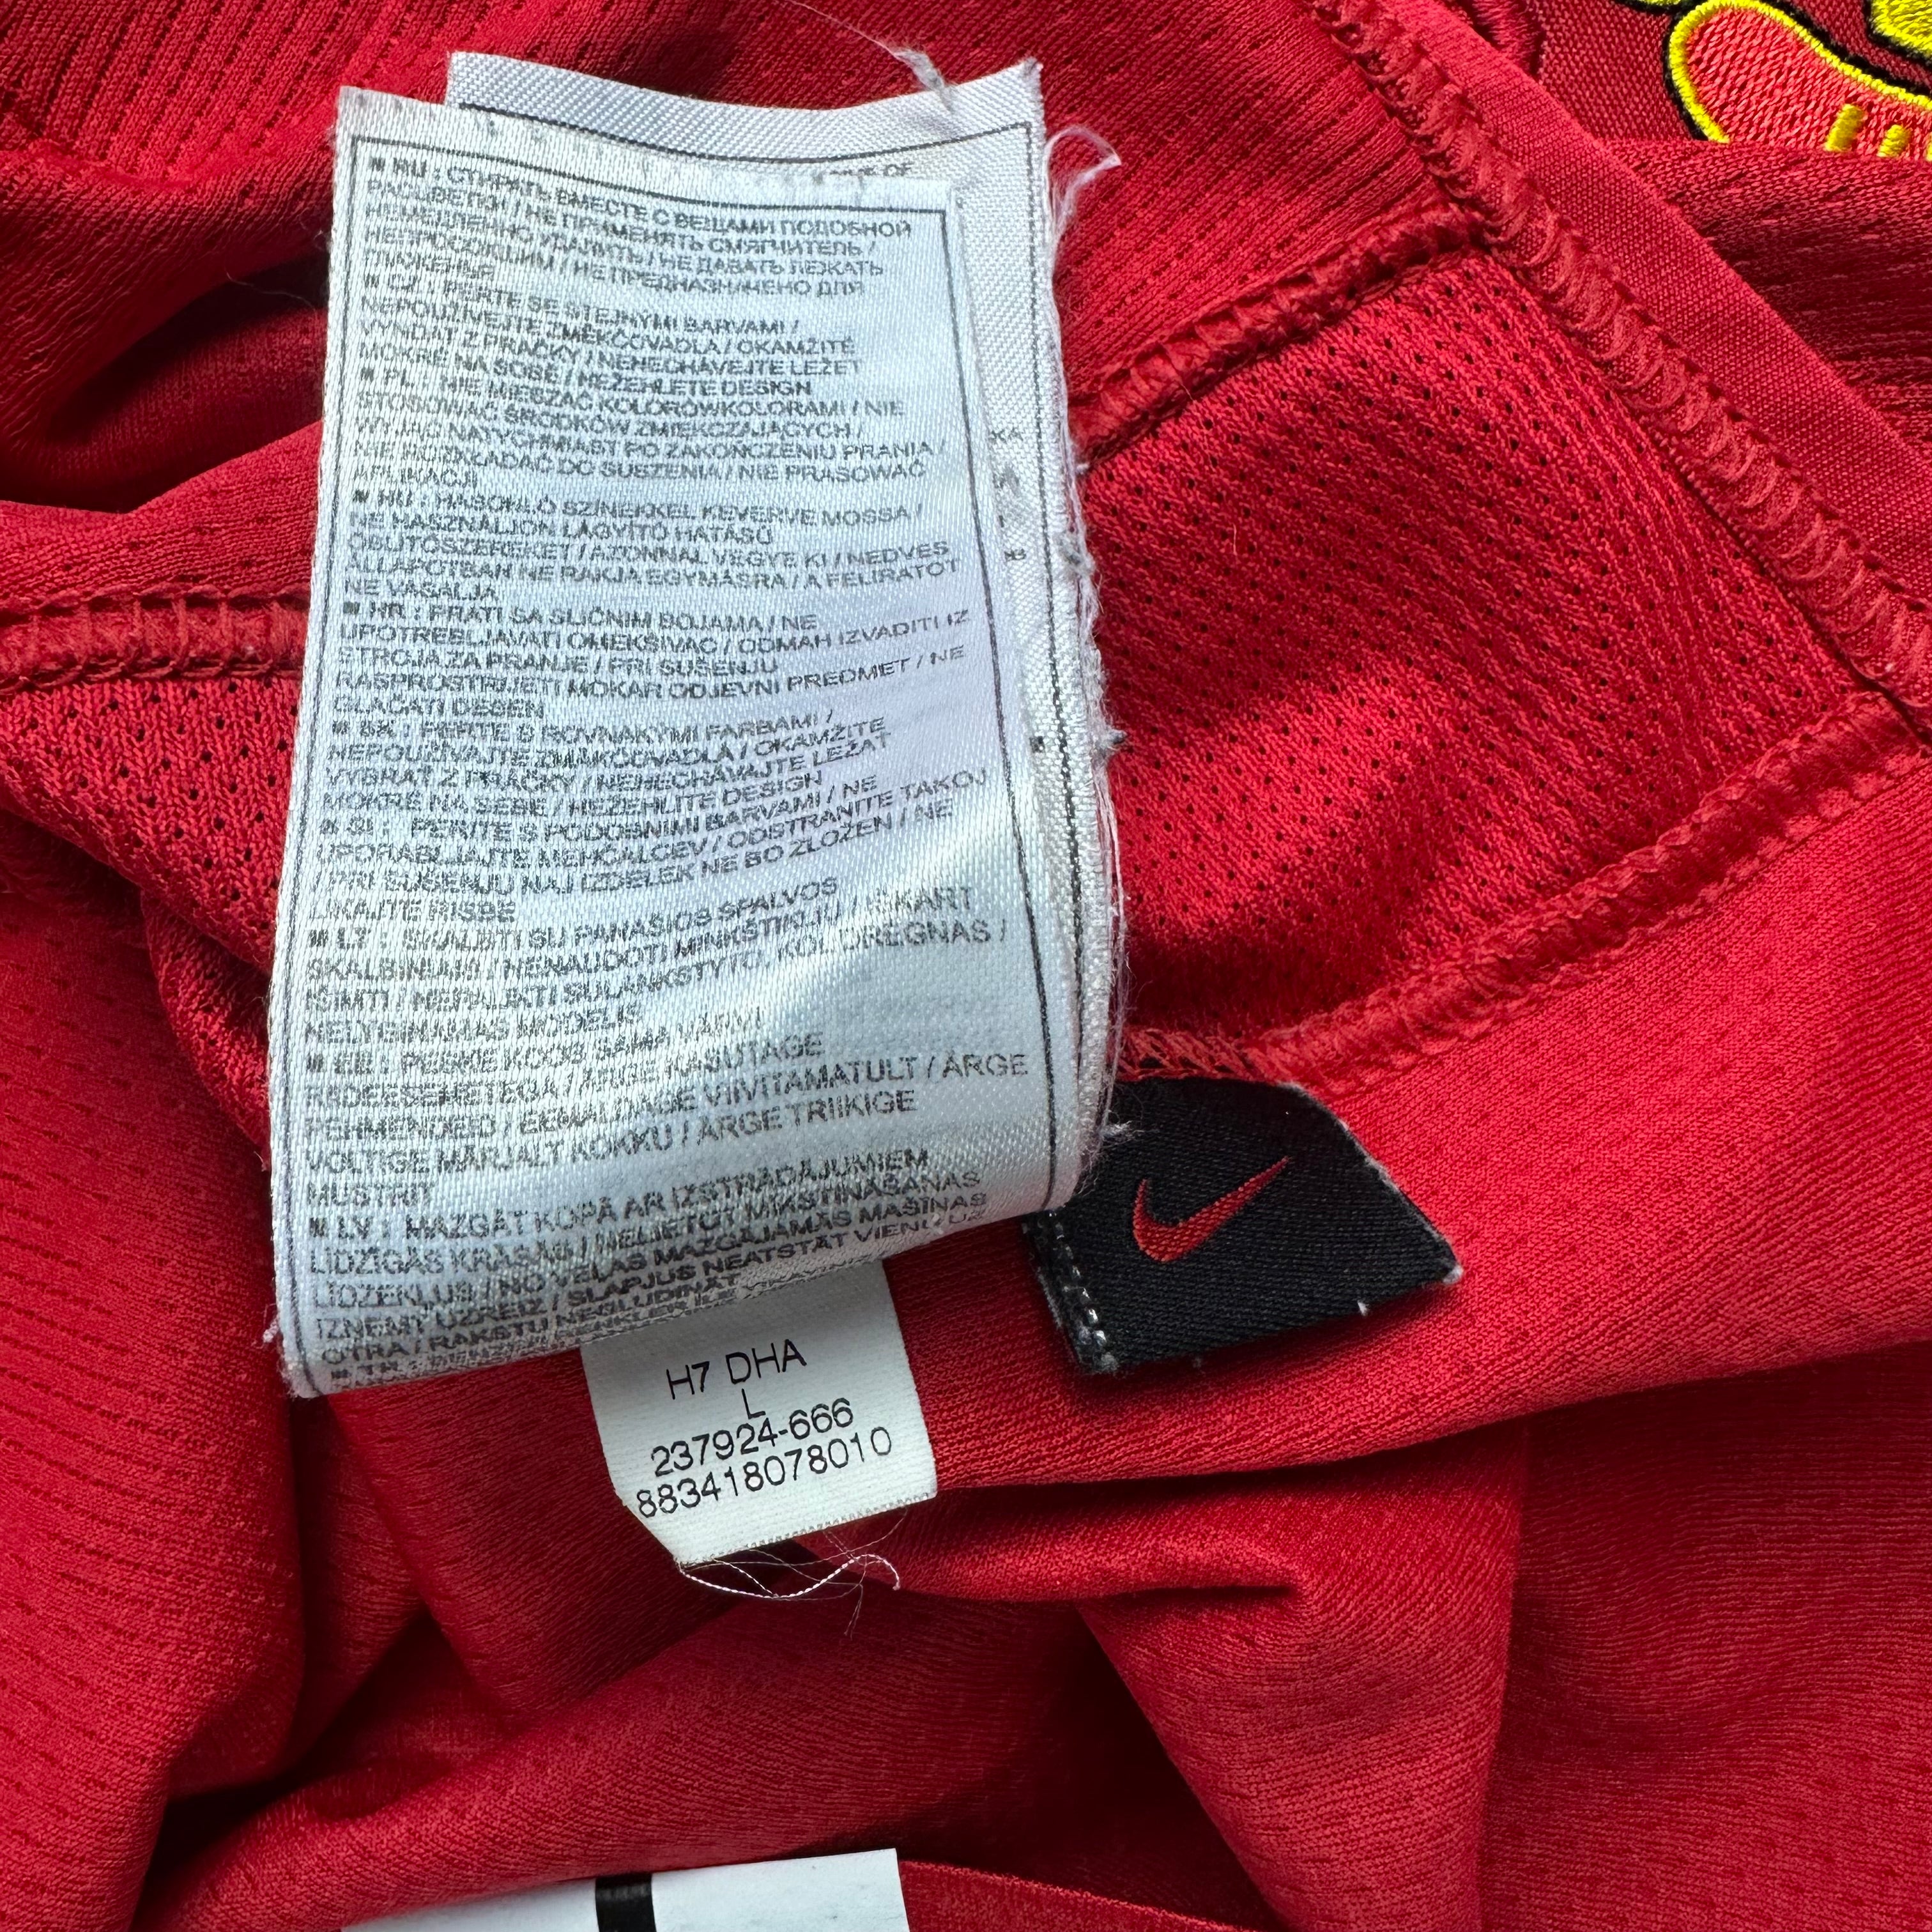 ■ RU : СТИРАТЬ ВМЕСТЕ С ВЕЩАМИ ПОДОБНОЙ
РАСЦВЕТКИ / НЕ ПРИМЕНЯТЬ СМЯГЧИТЕЛЬ /
НЕМЕДЛЕННО УДАЛИТЬ / НЕ ДАВАТЬ ЛЕЖАТЬ
НЕПРОСОХШИМ / НЕ ПРЕДНАЗНАЧЕНО ДЛЯ
ГЛАЖЕНЬЯ
■ CZ : PERTE SE STEJNÝMI BARVAMI /
NEPOUŽÍVEJTE ZMĚKČOVADLA / OKAMŽITĚ
VYNDAT Z PRAČKY / NEHECHÁVEJTE LEŽET
MOKRÉ NA SOBĚ / NEŽEHLETE DESIGN
■ PL : NIE MIESZAĆ KOLORÓWKOLORAMI / NIE
STOSOWAĆ ŚRODKÓW ZMIĘKCZAJĄCYCH /
WYJĄĆ NATYCHMIAST PO ZAKOŃCZENIU PRANIA /
NIE ROZKŁADAĆ DO SUSZENIA / NIE PRASOWAĆ
APLIKACJI
■ HU : HASONLÓ SZÍNEKKEL KEVERVE MOSSA /
NE HASZNÁLJON LÁGYÍTÓ HATÁSÚ
ÖBLÍTŐSZEREKET / AZONNAL VEGYE KI / NEDVES
ÁLLAPOTBAN NE RAKJA EGYMÁSRA / A FELIRATOT
NE VASALJA
■ HR : PRATI SA SLIČNIM BOJAMA / NE
UPOTREBLJAVATI OMEKŠIVAČ / ODMAH IZVADITI IZ
STROJA ZA PRANJE / PRI SUŠENJU
RASPROSTRIJETI MOKAR ODJEVNI PREDMET / NE
GLAČATI DESEN
■ SK : PERTE S ROVNAKÝMI FARBAMI /
NEPOUŽÍVAJTE ZMÄKČOVADLÁ / OKAMŽITE
VYBRAŤ Z PRÁČKY / NEHECHÁVAJTE LEŽAŤ
MOKRÉ NA SEBE / NEŽEHLITE DESIGN
■ SI : PERITE S PODOBNIMI BARVAMI / NE
UPORABLJAJTE MEHČALCEV / ODSTRANITE TAKOJ
/ PRI SUŠENJU NAJ IZDELEK NE BO ZLOŽEN / NE
LIKAJTE RISBE
■ LT : SKALBTI SU PANAŠIOS SPALVOS
SKALBINIAIS / NENAUDOTI MINKŠTIKLIŲ / IŠKART
IŠIMTI / NEPALIKTI SULANKSTYTO, KOLDREGNAS /
NELYGINAMAS MODELIS
■ EE : PESKE KOOS SAMA VÄRVI
RIIDEESEMETEGA / ÄRGE KASUTAGE
PEHMENDEID / EEMALDAGE VIIVITAMATULT / ÄRGE
VOLTIGE MÄRJALT KOKKU / ÄRGE TRIIKIGE
MUSTRIT
■ LV : MAZGĀT KOPĀ AR IZSTRĀDĀJUMIEM
LĪDZĪGĀS KRĀSĀS / NELIETOT MĪKSTINĀŠANAS
LĪDZEKĻUS / NO VEĻAS MAZGĀJAMĀS MAŠĪNAS
IZŅEMT UZREIZ / SLAPJUS NEATSTĀT VIENU UZ
OTRA / RAKSTU NEGLUDINĀT
■ TR :
H7 DHA
L
237924-666
883418078010